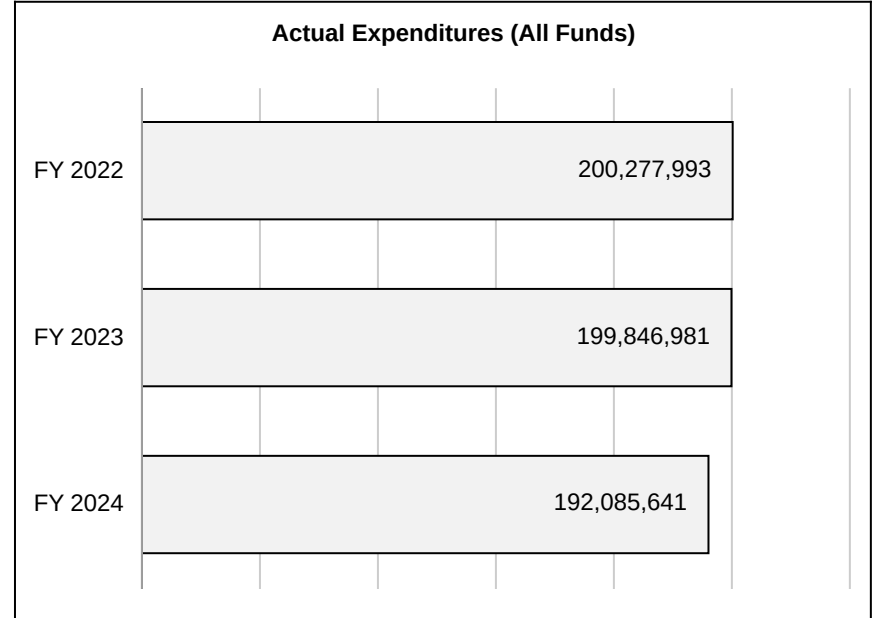 Actual Expenditures (All Funds)
FY 2022 200,277,993
FY 2023 199,846,981
FY 2024 192,085,641